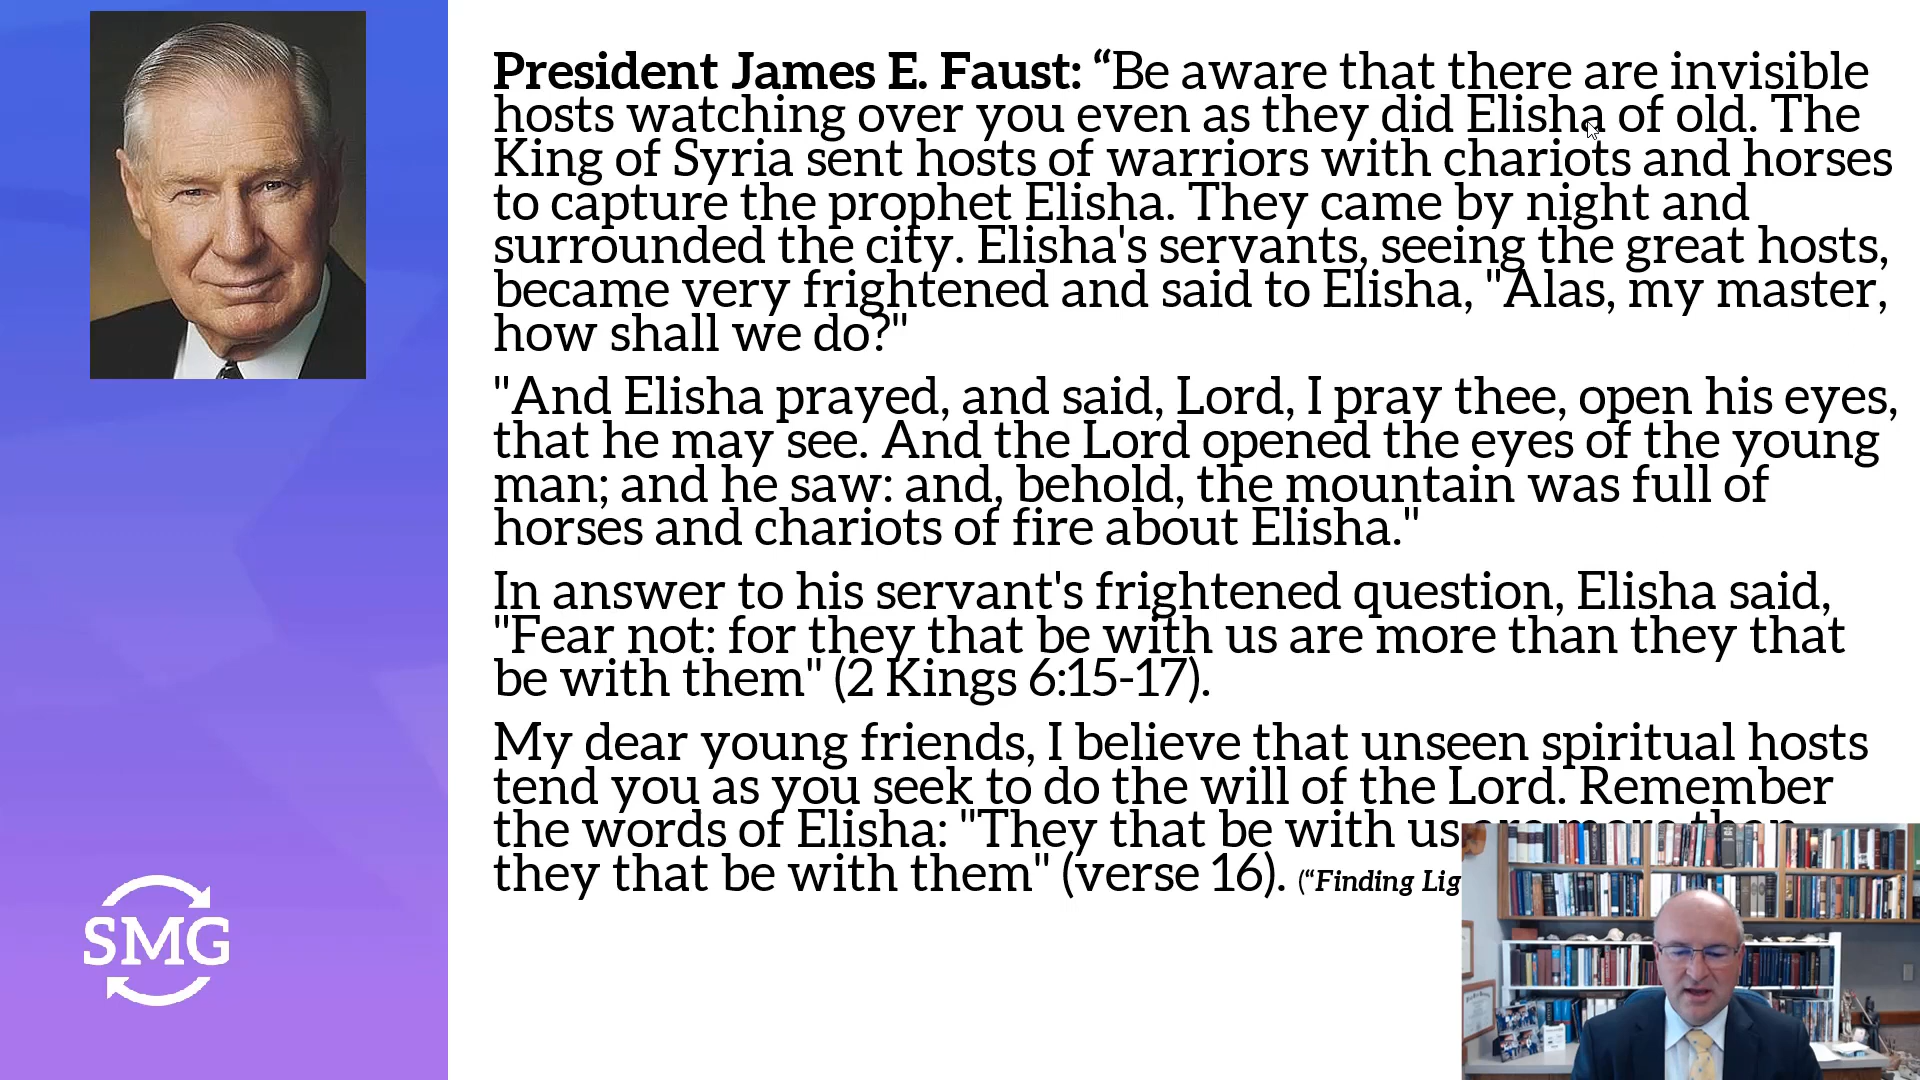 President James E. Faust: “Be aware that there are invisible
hosts watching over you even as they did Elisha of old. The
King of Syria sent hosts of warriors with chariots and horses
to capture the prophet Elisha. They came by night and
surrounded the city. Elisha's servants, seeing the great hosts,
became very frightened and said to Elisha, "Alas, my master,
how shall we do?"
"And Elisha prayed, and said, Lord, I pray thee, open his eyes,
that he may see. And the Lord opened the eyes of the young
man; and he saw: and, behold, the mountain was full of
horses and chariots of fire about Elisha."
In answer to his servant's frightened question, Elisha said,
"Fear not: for they that be with us are more than they that
be with them" (2 Kings 6:15-17).
My dear young friends, I believe that unseen spiritual hosts
tend you as you seek to do the will of the Lord. Remember
the words of Elisha: "They that be with us are more than
they that be with them" (verse 16). (“Finding Lig
SMG